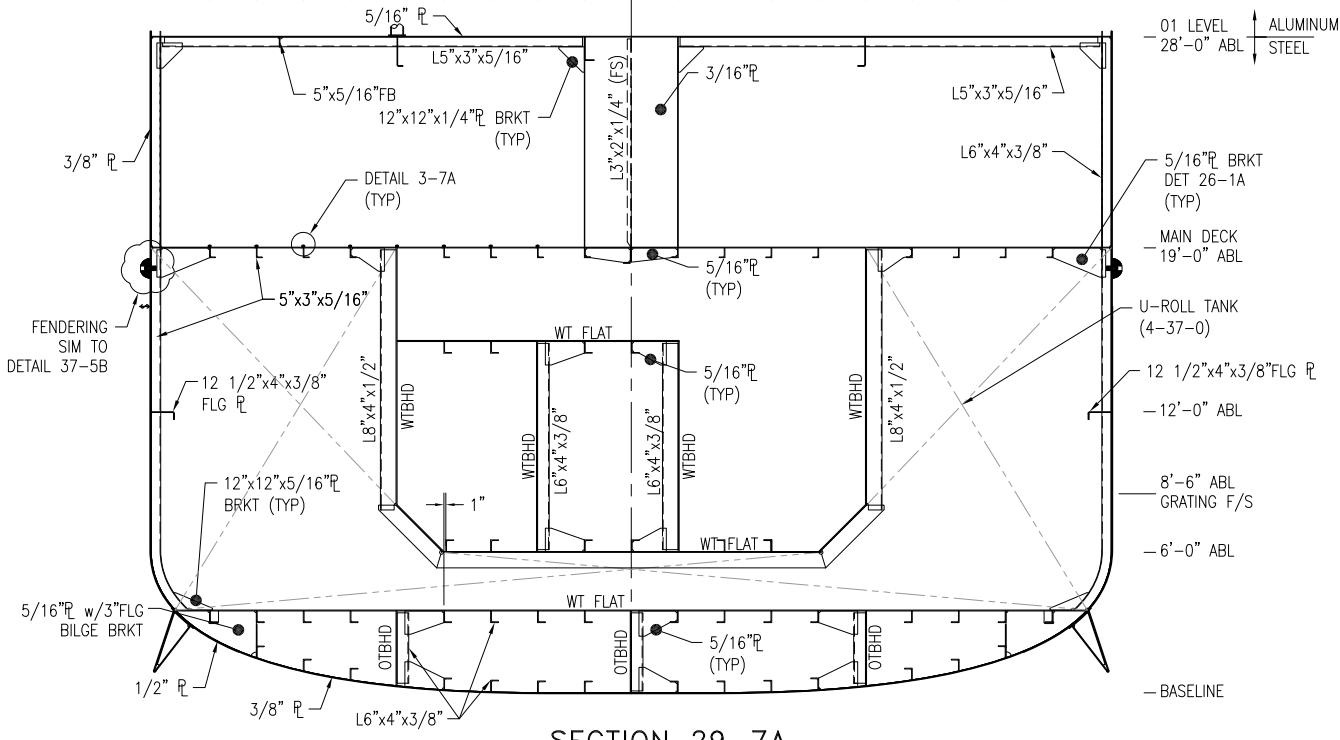 5/16" ℄ 
01 LEVEL
28'-0" ABL
ALUMINUM
STEEL
L5"x3"x5/16"
5"x5/16"FB
12"x12"x1/4"PL BRKT
(TYP)
L3"x2"x1/4" (FS)
3/16"PL
L5"x3"x5/16"
L6"x4"x3/8"
3/8" PL
DETAIL 3-7A
(TYP)
5/16"PL BRKT
DET 26-1A
(TYP)
MAIN DECK
19'-0" ABL
5/16"PL
(TYP)
5"x3"x5/16"
U-ROLL TANK
(4-37-0)
FENDERING
SIM TO
DETAIL 37-5B
WT FLAT
12 1/2"x4"x3/8"
FLG PL
L8"x4"x1/2"
WTBHD
5/16"PL
(TYP)
WTBHD
L8"x4"x1/2"
12 1/2"x4"x3/8"FLG PL
12'-0" ABL
WTBHD
L6"x4"x3/8"
L6"x4"x3/8"
WTBHD
12"x12"x5/16"PL
BRKT (TYP)
1"
8'-6" ABL
GRATING F/S
WT FLAT
6'-0" ABL
5/16"PL w/3"FLG
BILGE BRKT
WT FLAT
OTBHD
OTBHD
5/16"PL
(TYP)
OTBHD
1/2" PL
3/8" PL
L6"x4"x3/8"
BASELINE
SECTION 29-7A